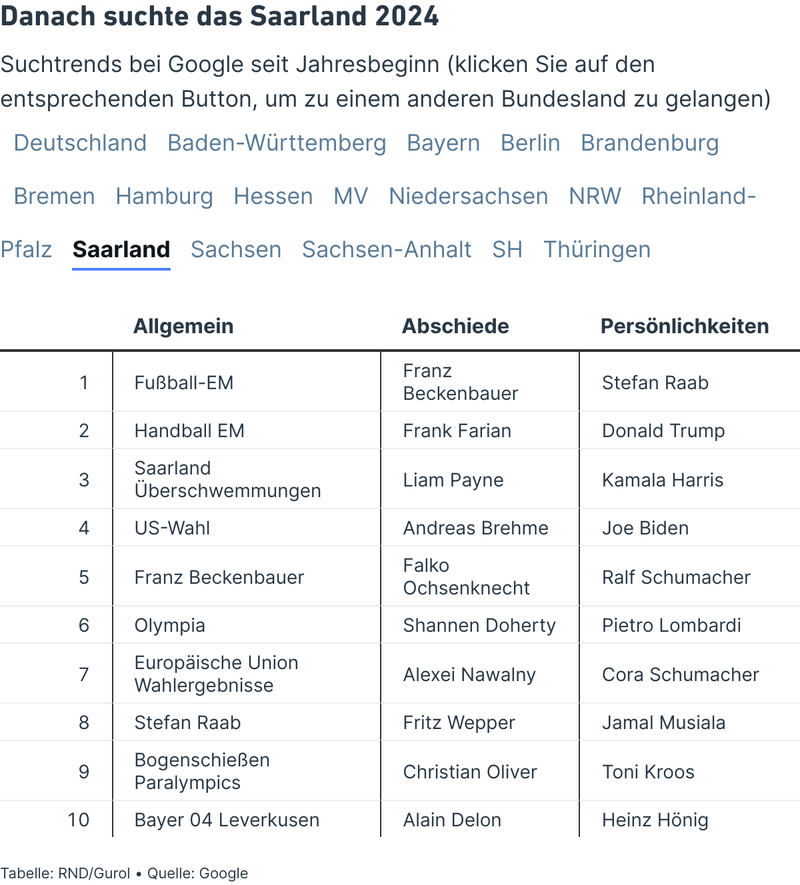 Danach suchte das Saarland 2024
Suchtrends bei Google seit Jahresbeginn (klicken Sie auf den
entsprechenden Button, um zu einem anderen Bundesland zu gelangen)
Deutschland Baden-Württemberg Bayern Berlin Brandenburg
Bremen Hamburg Hessen MV Niedersachsen NRW Rheinland-
Pfalz Saarland Sachsen Sachsen-Anhalt SH Thüringen
Allgemein Abschiede Persönlichkeiten
1 Fußball-EM Franz Beckenbauer Stefan Raab
2 Handball EM Frank Farian Donald Trump
3 Saarland Überschwemmungen Liam Payne Kamala Harris
4 US-Wahl Andreas Brehme Joe Biden
5 Franz Beckenbauer Falko Ochsenknecht Ralf Schumacher
6 Olympia Shannen Doherty Pietro Lombardi
7 Europäische Union Wahlergebnisse Alexei Nawalny Cora Schumacher
8 Stefan Raab Fritz Wepper Jamal Musiala
9 Bogenschießen Paralympics Christian Oliver Toni Kroos
10 Bayer 04 Leverkusen Alain Delon Heinz Hönig
Tabelle: RND/Gurol • Quelle: Google